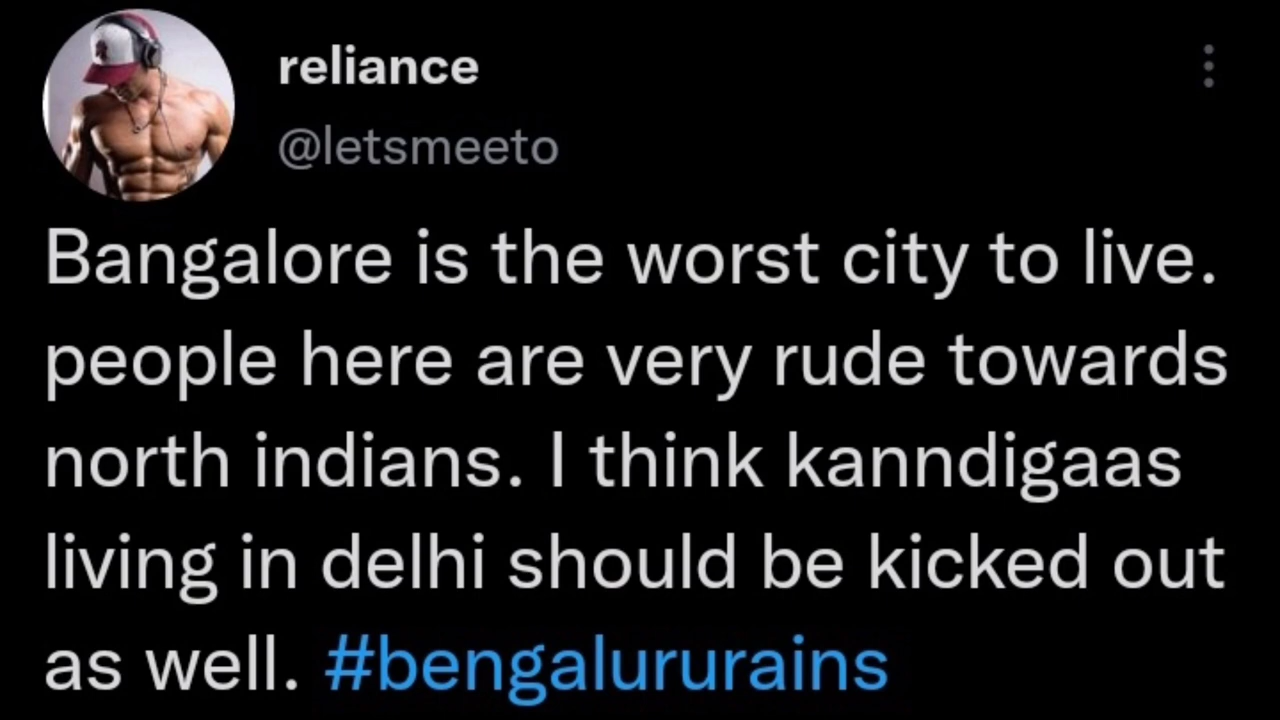 reliance
@letsmeeto
Bangalore is the worst city to live.
people here are very rude towards
north indians. I think kanndigaas
living in delhi should be kicked out
as well. #bengalururains